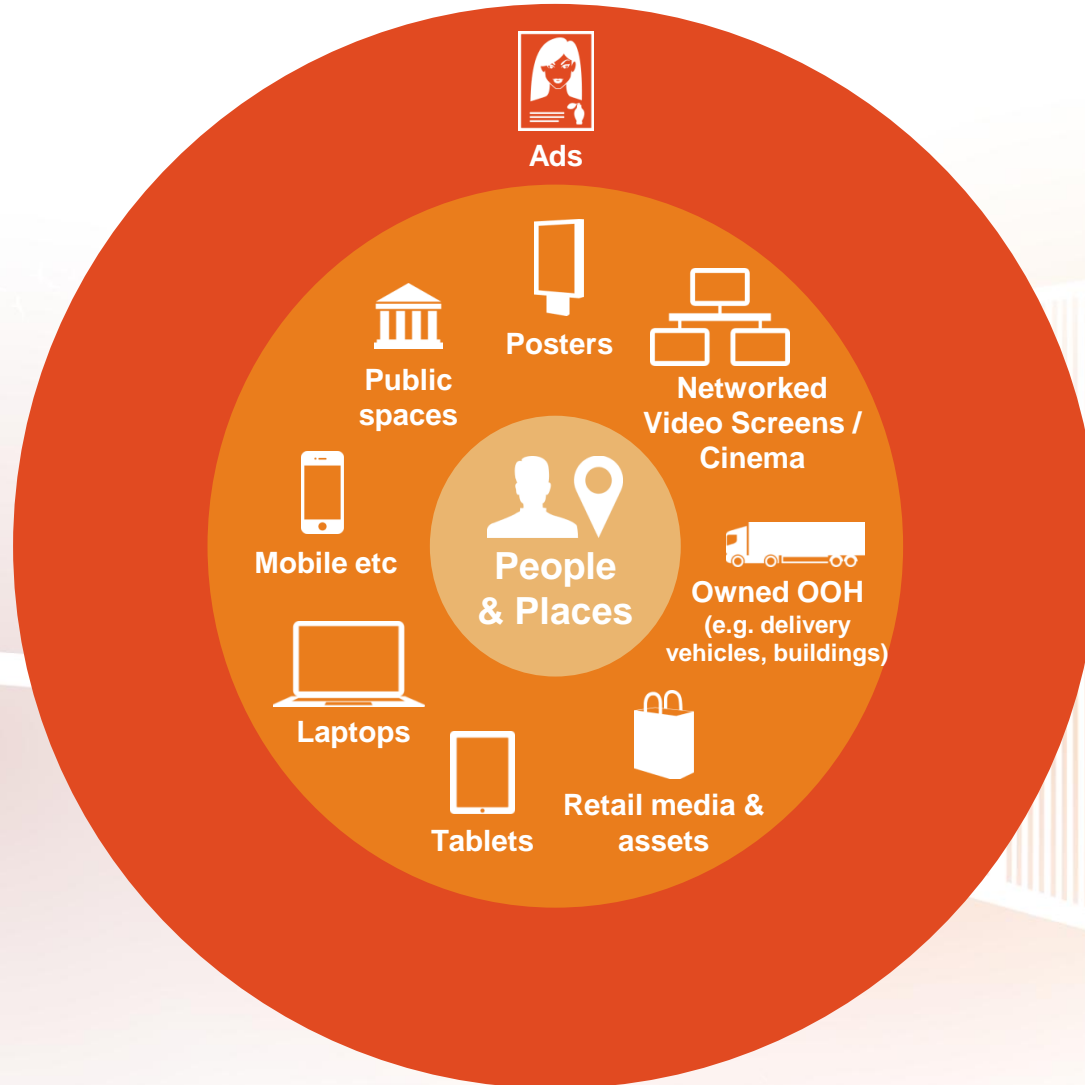 Ads
Posters
Public
spaces
Networked
Video Screens /
Cinema
Mobile etc
People
& Places
Owned OOH
(e.g. delivery
vehicles, buildings)
Laptops
Tablets
Retail media &
assets